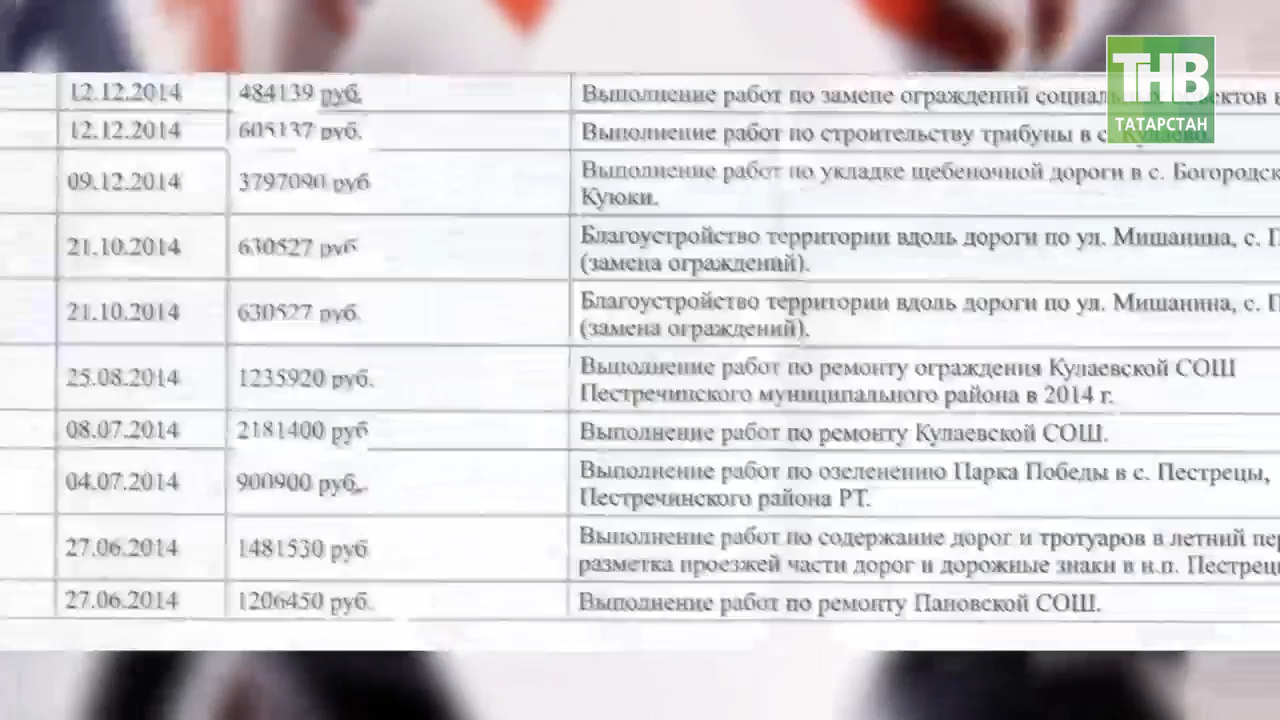 ТНВ
ТАТАРСТАН
12.12.2014 484139 руб. Выполнение работ по замене ограждений
12.12.2014 605137 руб. Выполнение работ по строительству трибуны в с.
09.12.2014 3797090 руб Выполнение работ по укладке щебеночной дороги в с. Богородск
Куюки.
21.10.2014 630527 руб. Благоустройство территории вдоль дороги по ул. Мишанина, с. П
(замена ограждений).
21.10.2014 630527 руб. Благоустройство территории вдоль дороги по ул. Мишанина, с. П
(замена ограждений).
25.08.2014 1235920 руб. Выполнение работ по ремонту ограждения Кулаевской СОШ
Пестречинского муниципального района в 2014 г.
08.07.2014 2181400 руб Выполнение работ по ремонту Кулаевской СОШ.
04.07.2014 900900 руб. Выполнение работ по озеленению Парка Победы в с. Пестрецы,
Пестречинского района РТ.
27.06.2014 1481530 руб Выполнение работ по содержание дорог и тротуаров в летний пер
разметка проезжей части дорог и дорожные знаки в н.п. Пестрец
27.06.2014 1206450 руб. Выполнение работ по ремонту Пановской СОШ.